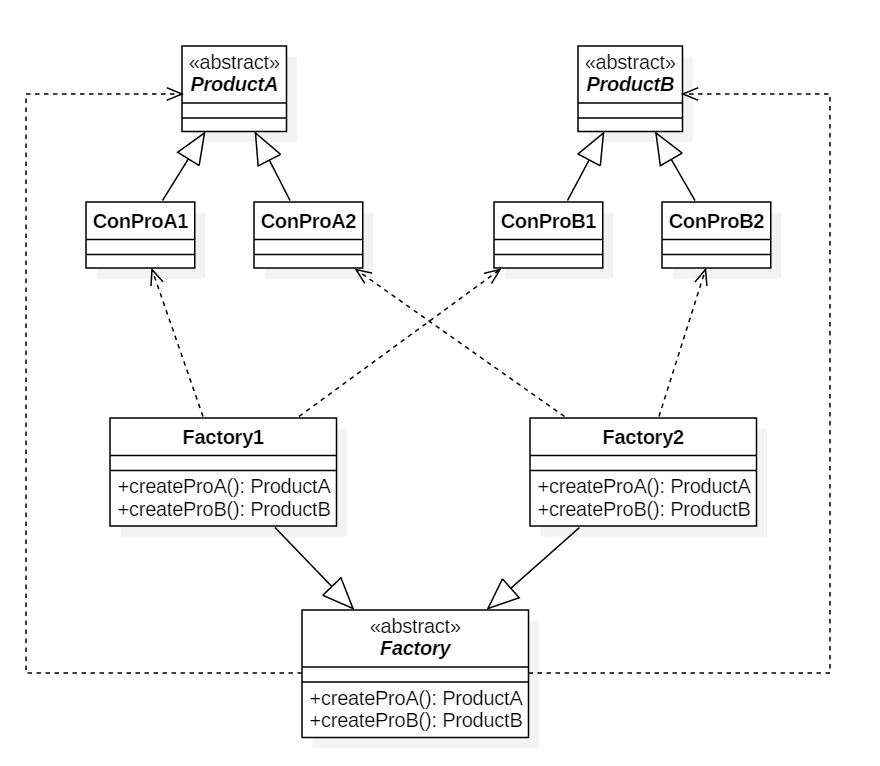 «abstract»
ProductA
«abstract»
ProductB
ConProA1
ConProA2
ConProB1
ConProB2
Factory1
+createProA(): ProductA
+createProB(): ProductB
Factory2
+createProA(): ProductA
+createProB(): ProductB
«abstract»
Factory
+createProA(): ProductA
+createProB(): ProductB